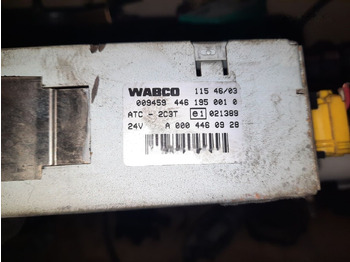 WABCO 115 46/03
009459 446 195 001 0
ATC - 2C3T e1 021389
24V A 000 446 09 28